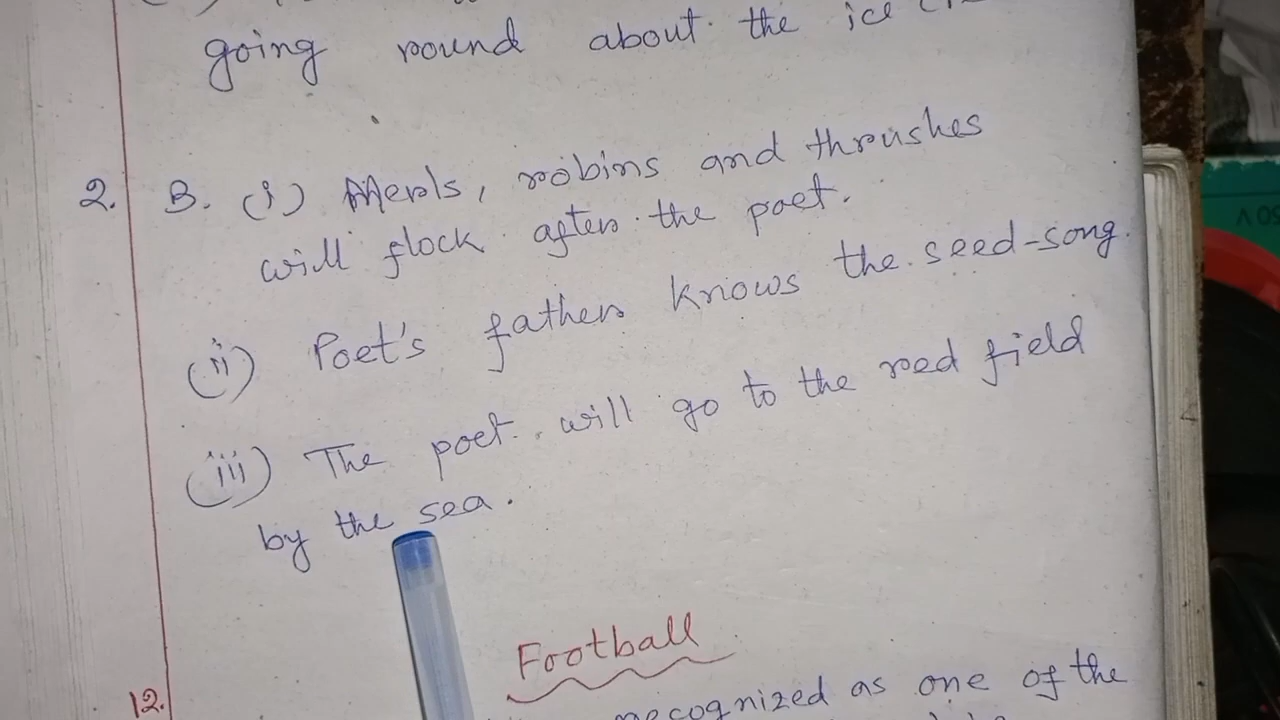 going round about the ice
2. B. (i) Merls, robins and thrushes
will flock after the poet.
(ii) Poet's father knows the seed-song.
(iii) The poet will go to the red field
by the sea.
Football
12.
recognized as one of the